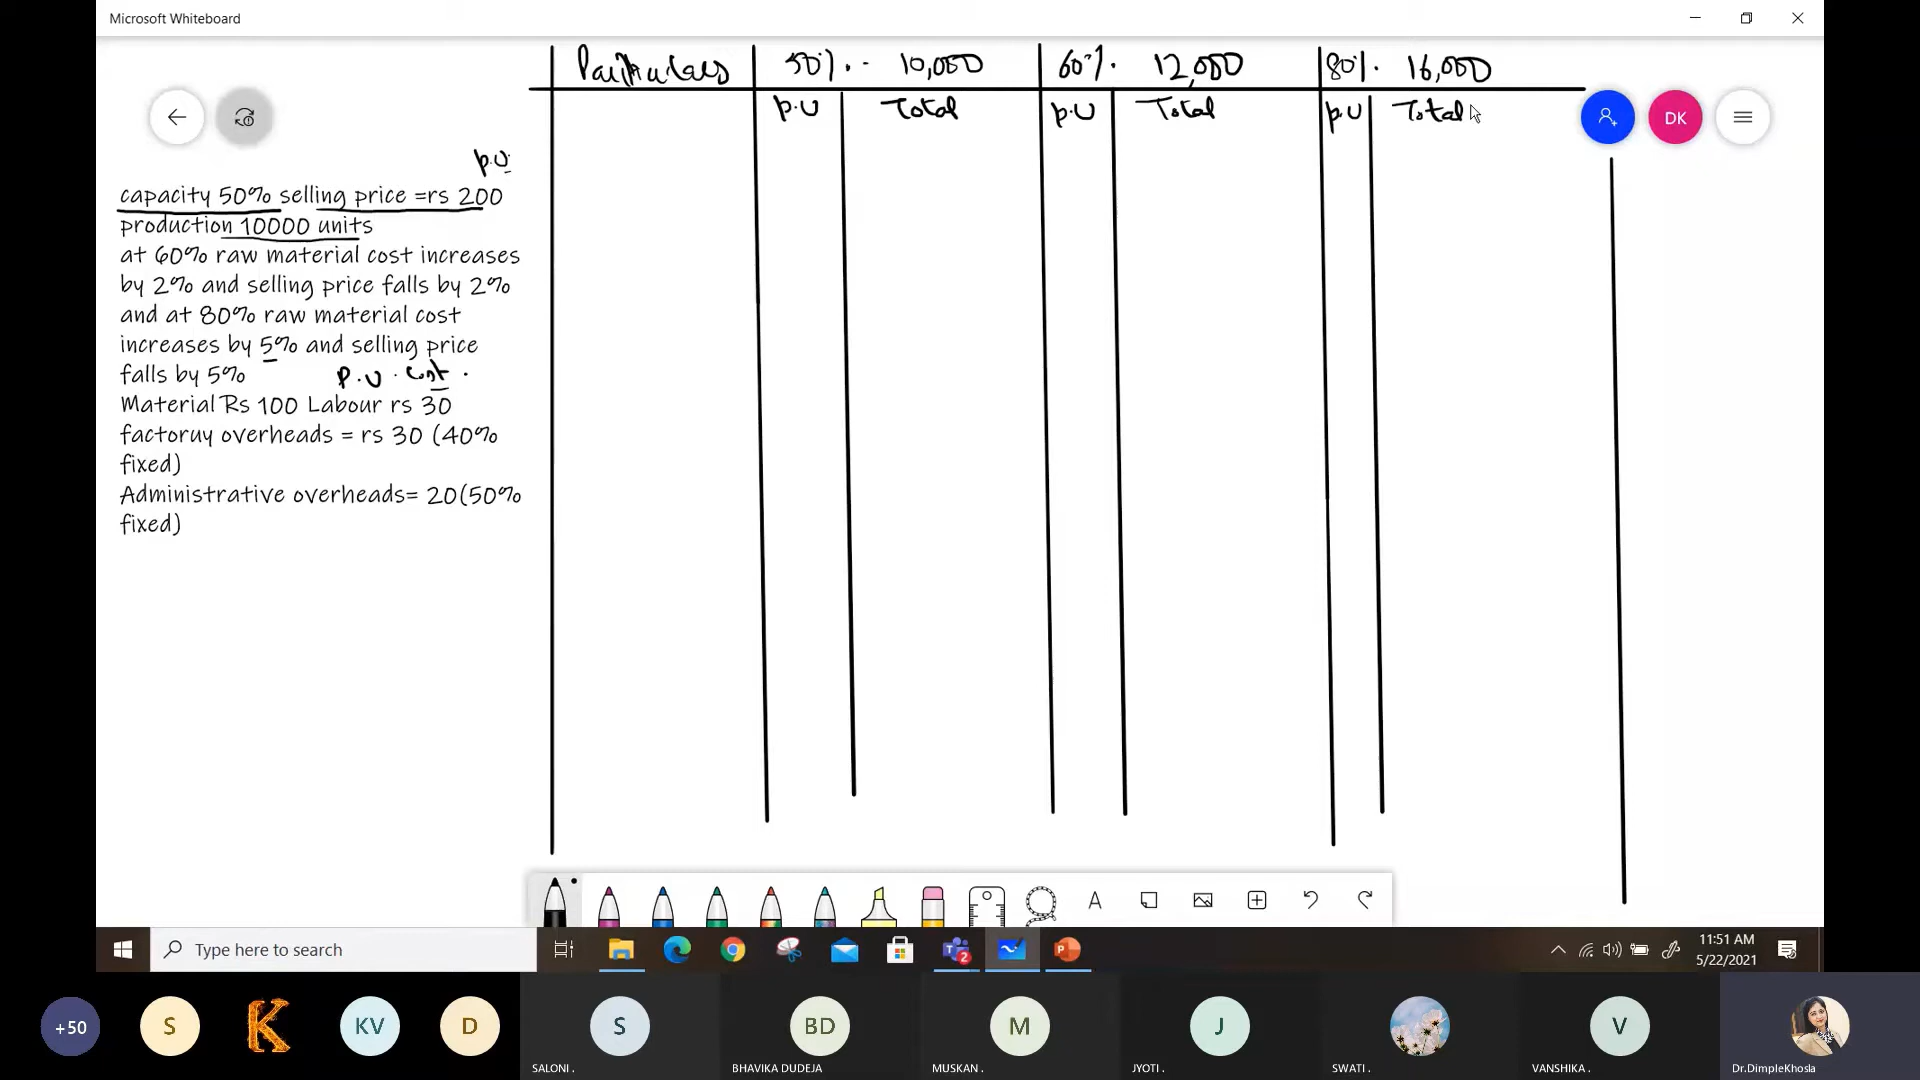 Microsoft Whiteboard
Particulars 50% . - 10,000 60% . 12,000 80% . 16,000
p.U Total p.U Total p.U Total
DK
p.U.
capacity 50% selling price =rs 200
production 10000 units
at 60% raw material cost increases
by 2% and selling price falls by 2%
and at 80% raw material cost
increases by 5% and selling price
falls by 5% P.U. Cost .
Material Rs 100 Labour rs 30
factoruy overheads = rs 30 (40%
fixed)
Administrative overheads= 20(50%
fixed)
A
Type here to search
2
11:51 AM
5/22/2021
+50 S K KV D S BD M J V
SALONI . BHAVIKA DUDEJA MUSKAN . JYOTI . SWATI . VANSHIKA . Dr.DimpleKhosla